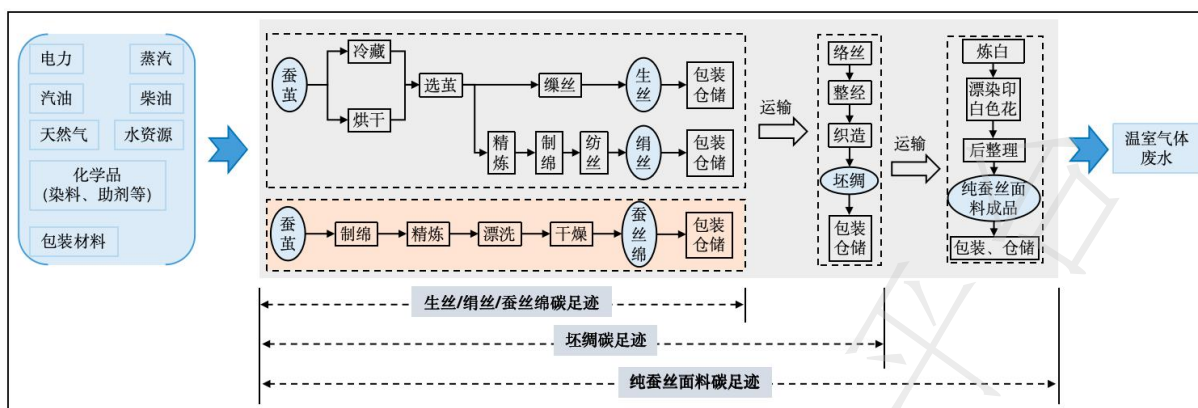 电力
蒸汽
汽油
柴油
天然气
水资源
化学品
(染料、助剂等)
包装材料
蚕茧
冷藏
烘干
选茧
缫丝
生丝
包装
仓储
精炼
制绵
纺丝
绢丝
包装
仓储
蚕茧
制绵
精炼
漂洗
干燥
蚕丝绵
包装
仓储
运输
络丝
整经
织造
坯绸
包装
仓储
运输
炼白
漂染印
白色花
后整理
纯蚕丝面
料成品
包装、仓储
温室气体
废水
生丝/绢丝/蚕丝绵碳足迹
坯绸碳足迹
纯蚕丝面料碳足迹